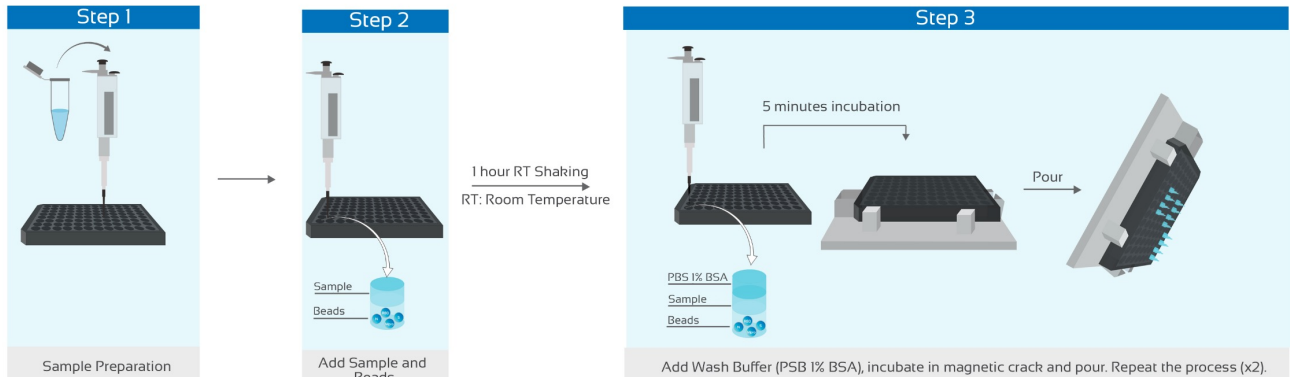 Step 1
Sample Preparation
Step 2
Sample
Beads
Add Sample and
Beads
1 hour RT Shaking
RT: Room Temperature
Step 3
5 minutes incubation
Pour
PBS 1% BSA
Sample
Beads
Add Wash Buffer (PSB 1% BSA), incubate in magnetic crack and pour. Repeat the process (x2).